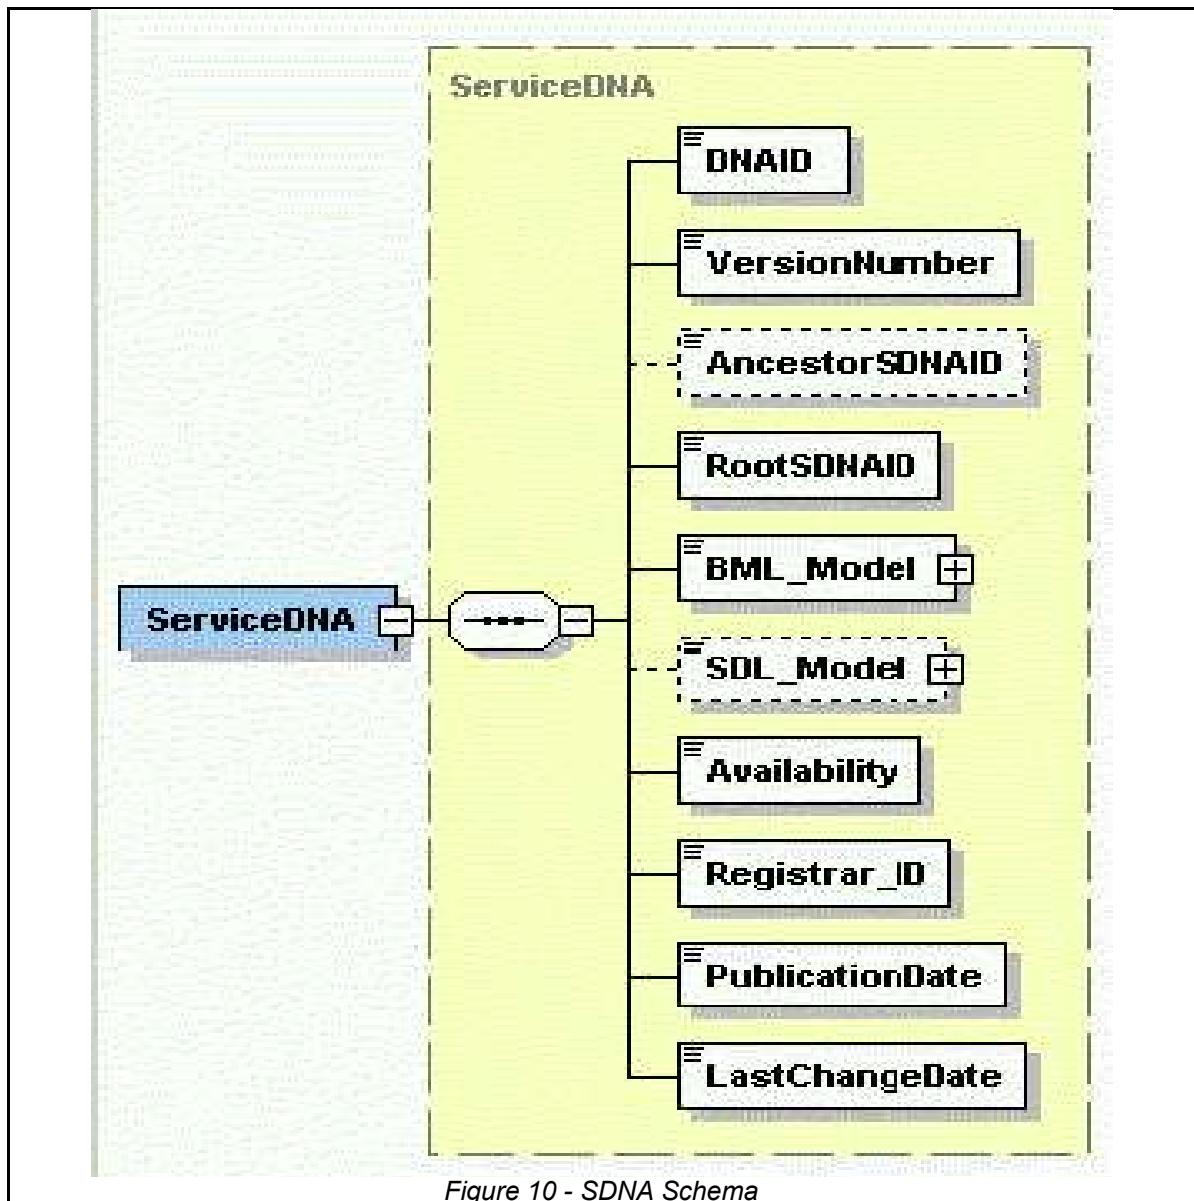 ServiceDNA
DNAID
VersionNumber
AncestorSDNAID
RootSDNAID
BML_Model
ServiceDNA
SDL_Model
Availability
Registrar_ID
PublicationDate
LastChangeDate
Figure 10 - SDNA Schema